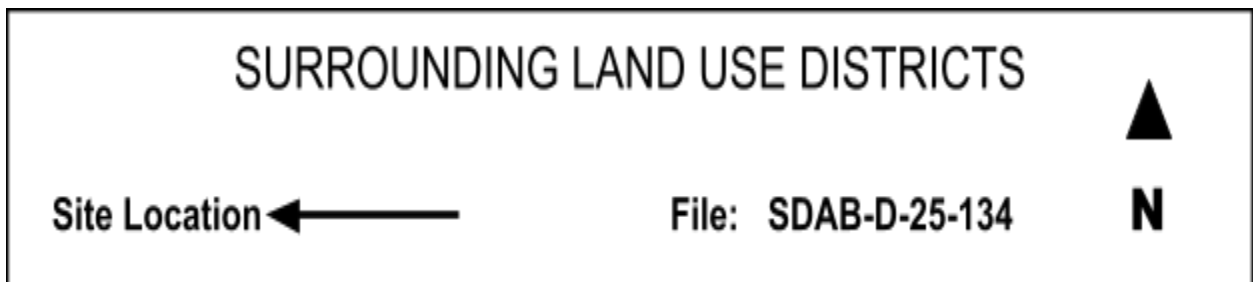 SURROUNDING LAND USE DISTRICTS
Site Location File: SDAB-D-25-134 N